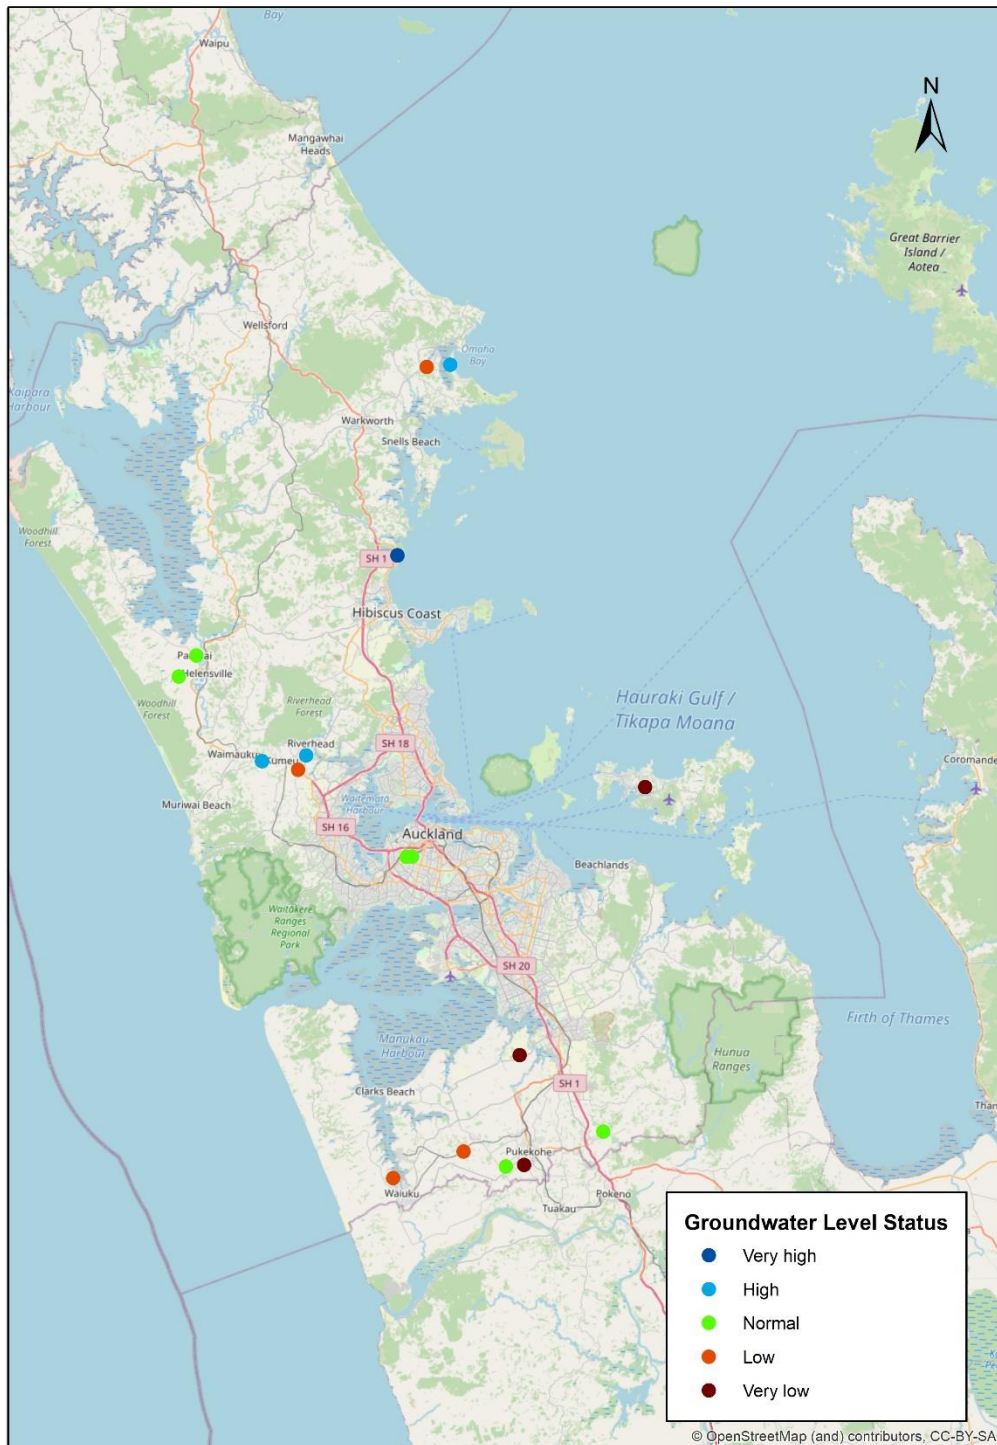 Bay
Waipu
N
Mangawhai
Heads
Great Barrier
Island /
Aotea
Wellsford
Omaha
Bay
Kaipara
Harbour
Warkworth
Snells Beach
Woodhill
Forest
SH 1
Hibiscus Coast
Helensville
Hauraki Gulf /
Tikapa Moana
Woodhill
Forest
Riverhead
Forest
Riverhead
SH 18
Waimauku
Kumeu
Muriwai Beach
Waitematā
Harbour
SH 16
Auckland
Beachlands
Waitākere
Ranges
Regional
Park
SH 20
Firth of Thames
Manukau
Harbour
Hunua
Ranges
SH 1
Clarks Beach
Pukekohe
Waiuku
Pokeno
Tuakau
Groundwater Level Status
Very high
High
Normal
Low
Very low
© OpenStreetMap (and) contributors, CC-BY-SA